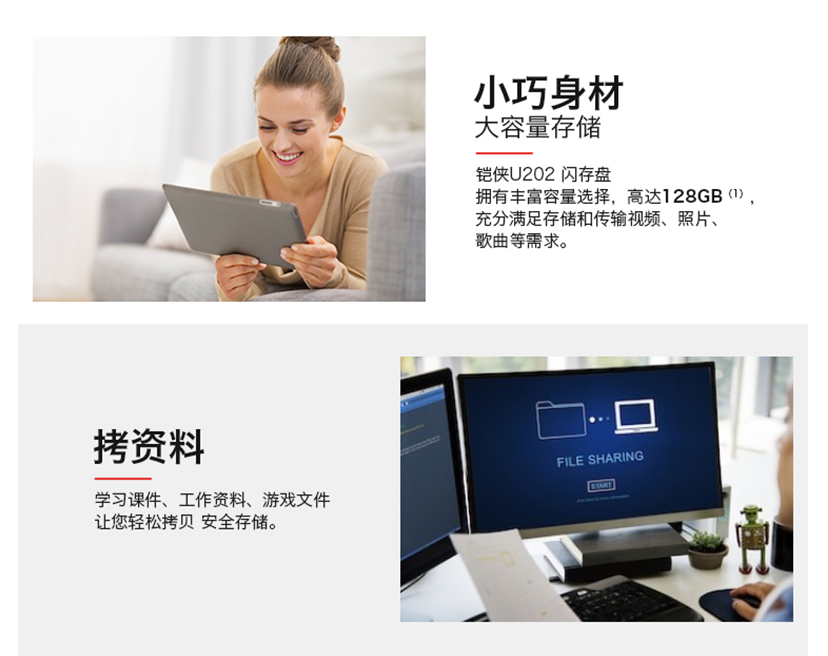 小巧身材
大容量存储
铠侠U202 闪存盘
拥有丰富容量选择，高达128GB（1），
充分满足存储和传输视频、照片、
歌曲等需求。
拷资料
学习课件、工作资料、游戏文件
让您轻松拷贝 安全存储。
FILE SHARING
START